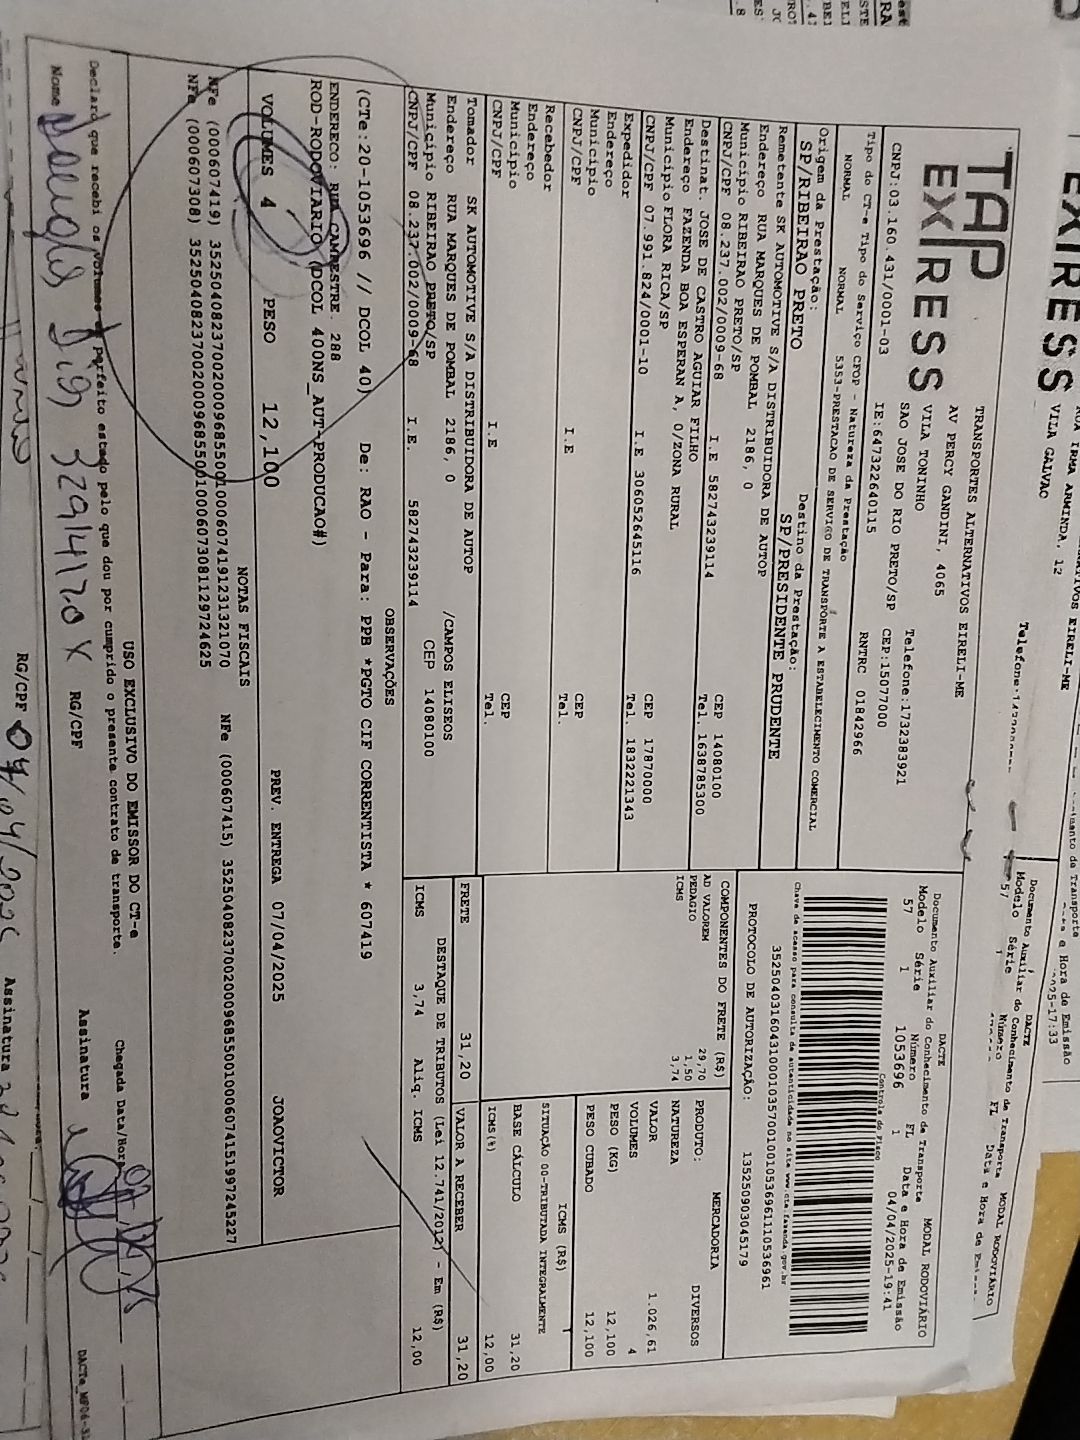 TAP
EXPRESS
TRANSPORTES ALTERNATIVOS EIRELI-ME
AV PERCY GANDINI, 4065
VILA TONINHO
SAO JOSE DO RIO PRETO/SP
Telefone:1732383921
CEP:15077000
CNPJ:03.160.431/0001-03
IE:647322640115
RNTRC 01842966
DACTE
Documento Auxiliar do Conhecimento de Transporte
MODAL RODOVIÁRIO
Modelo Série Número FL Data e Hora de Emissão
57 1 1053696 1 04/04/2025-19:41
Controle do Fisco
Tipo do CT-e Tipo do Serviço CFOP - Natureza da Prestação
NORMAL NORMAL 5353-PRESTACAO DE SERVICO DE TRANSPORTE A ESTABELECIMENTO COMERCIAL
Chave de acesso para consulta de autenticidade no site www.cte.fazenda.gov.br
35250403160431000103570010010536961110536961
PROTOCOLO DE AUTORIZAÇÃO: 135250903045179
Origem da Prestação: Destino da Prestação:
SP/RIBEIRAO PRETO SP/PRESIDENTE PRUDENTE
Remetente SK AUTOMOTIVE S/A DISTRIBUIDORA DE AUTOP
Endereço RUA MARQUES DE POMBAL 2186, 0
Município RIBEIRAO PRETO/SP CEP 14080100
CNPJ/CPF 08.237.002/0009-68 I.E 582743239114 Tel. 1638785300
Destinat. JOSE DE CASTRO AGUIAR FILHO
Endereço FAZENDA BOA ESPERAN A, 0/ZONA RURAL
Município FLORA RICA/SP CEP 17870000
CNPJ/CPF 07.991.824/0001-10 I.E 306052645116 Tel. 1832221343
Expedidor
Endereço
Município CEP
CNPJ/CPF I.E Tel.
Recebedor
Endereço
Município CEP
CNPJ/CPF I.E Tel.
Tomador SK AUTOMOTIVE S/A DISTRIBUIDORA DE AUTOP
Endereço RUA MARQUES DE POMBAL 2186, 0 /CAMPOS ELISEOS
Município RIBEIRAO PRETO/SP CEP 14080100
CNPJ/CPF 08.237.002/0009-68 I.E. 582743239114
COMPONENTES DO FRETE (R$)
AD VALOREM 29,70
PEDAGIO 1,50
ICMS 3,74
MERCADORIA
PRODUTO: DIVERSOS
NATUREZA
VALOR 1.026,61
VOLUMES 4
PESO (KG) 12,100
PESO CUBADO 12,100
ICMS (R$)
SITUAÇÃO 00-TRIBUTADA INTEGRALMENTE
BASE CÁLCULO 31,20
ICMS(%) 12,00
FRETE 31,20 VALOR A RECEBER 31,20
DESTAQUE DE TRIBUTOS (Lei 12.741/2012) - Em (R$)
ICMS 3,74 Aliq. ICMS 12,00
OBSERVAÇÕES
(CTe:20-1053696 // DCOL 40) De: RAO - Para: PPB *PGTO CIF CORRENTISTA * 607419
ENDERECO: RUA CAMPESTRE 288
ROD-RODOVIARIO (DCOL 400NS_AUT-PRODUCAO#)
VOLUMES 4 PESO 12,100 PREV. ENTREGA 07/04/2025 JOAOVICTOR
NOTAS FISCAIS
NFe (000607419) 35250408237002000968550010006074191231321070 NFe (000607415) 35250408237002000968550010006074151997245227
NFe (000607308) 35250408237002000968550010006073081129724625
USO EXCLUSIVO DO EMISSOR DO CT-e
Declaro que recebi os volumes em perfeito estado pelo que dou por cumprido o presente contrato de transporte.
Chegada Data/Hora
Nome RG/CPF Assinatura
RG/CPF Assinatura
EXPRESS
VILA GALVAO